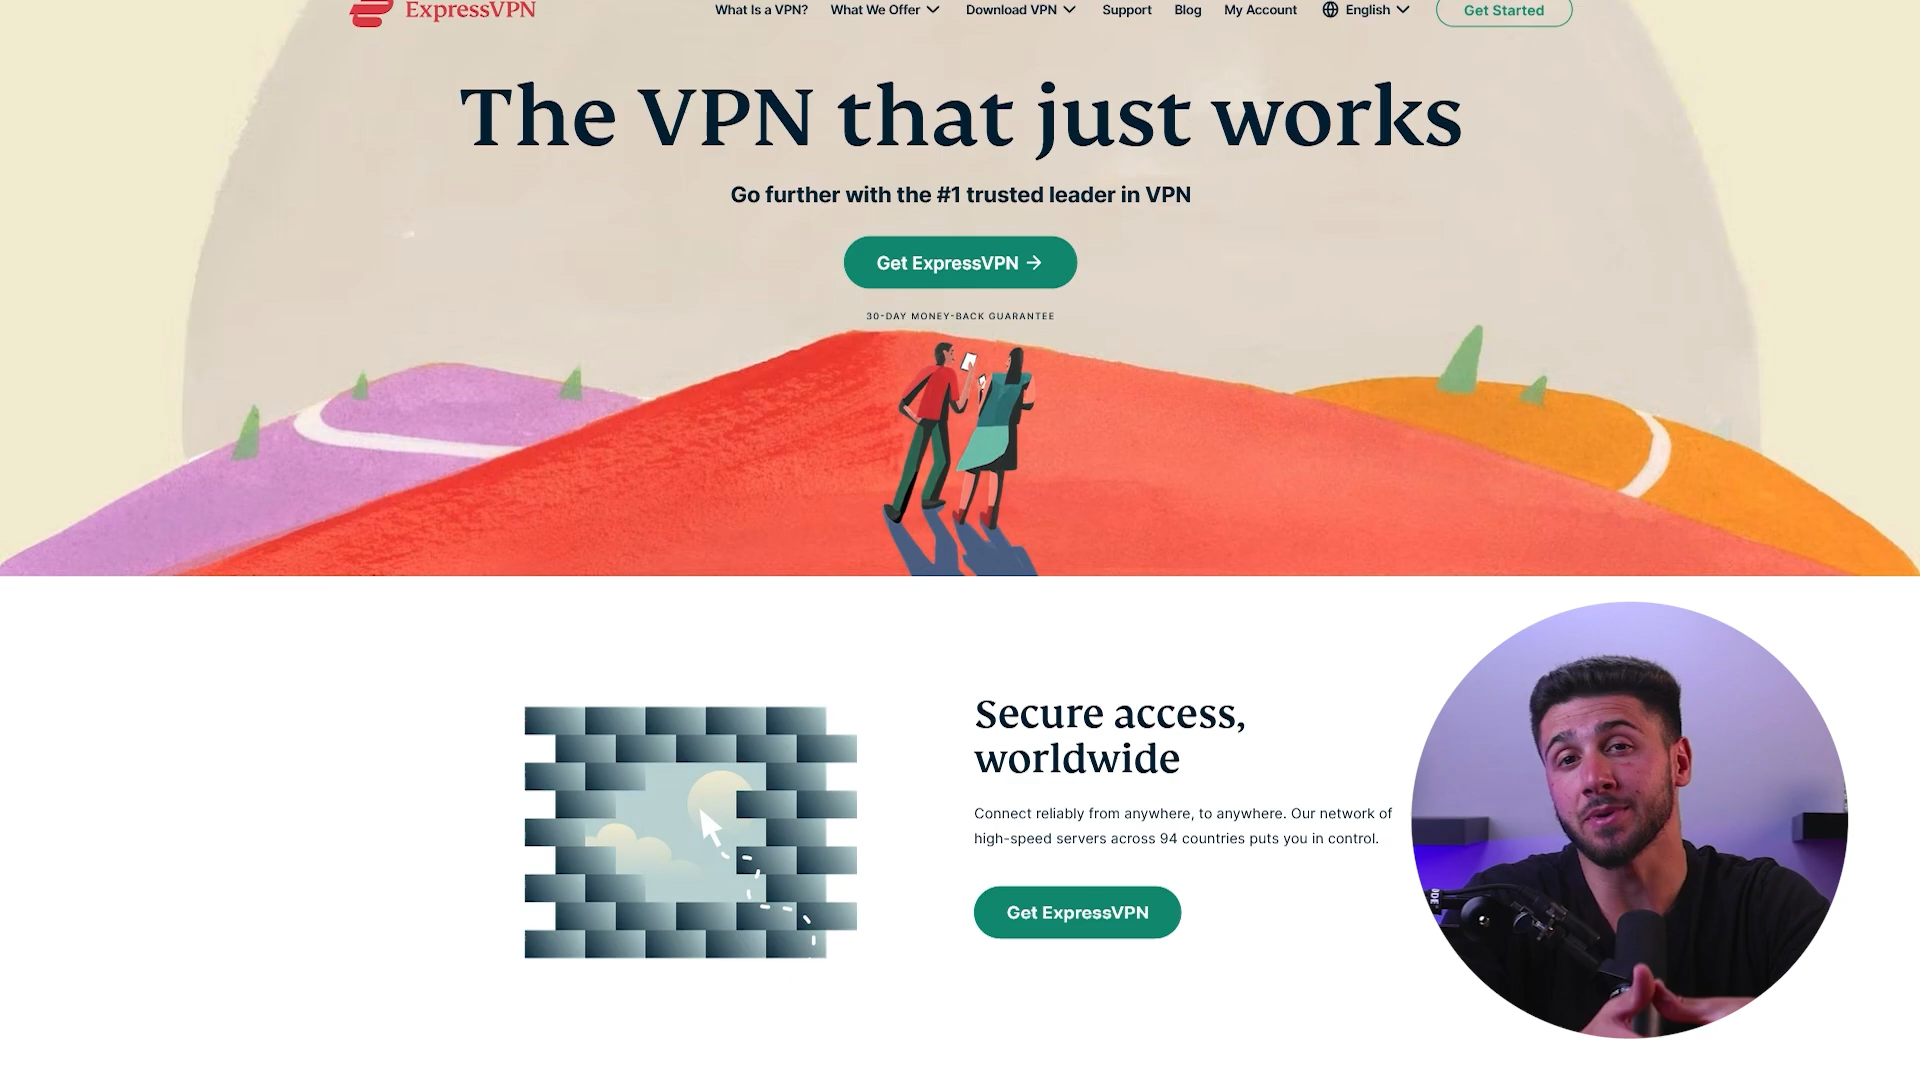 ExpressVPN
What Is a VPN?
What We Offer
Download VPN
Support
Blog
My Account
English
Get Started
The VPN that just works
Go further with the #1 trusted leader in VPN
Get ExpressVPN
30-DAY MONEY-BACK GUARANTEE
Secure access,
worldwide
Connect reliably from anywhere, to anywhere. Our network of
high-speed servers across 94 countries puts you in control.
Get ExpressVPN